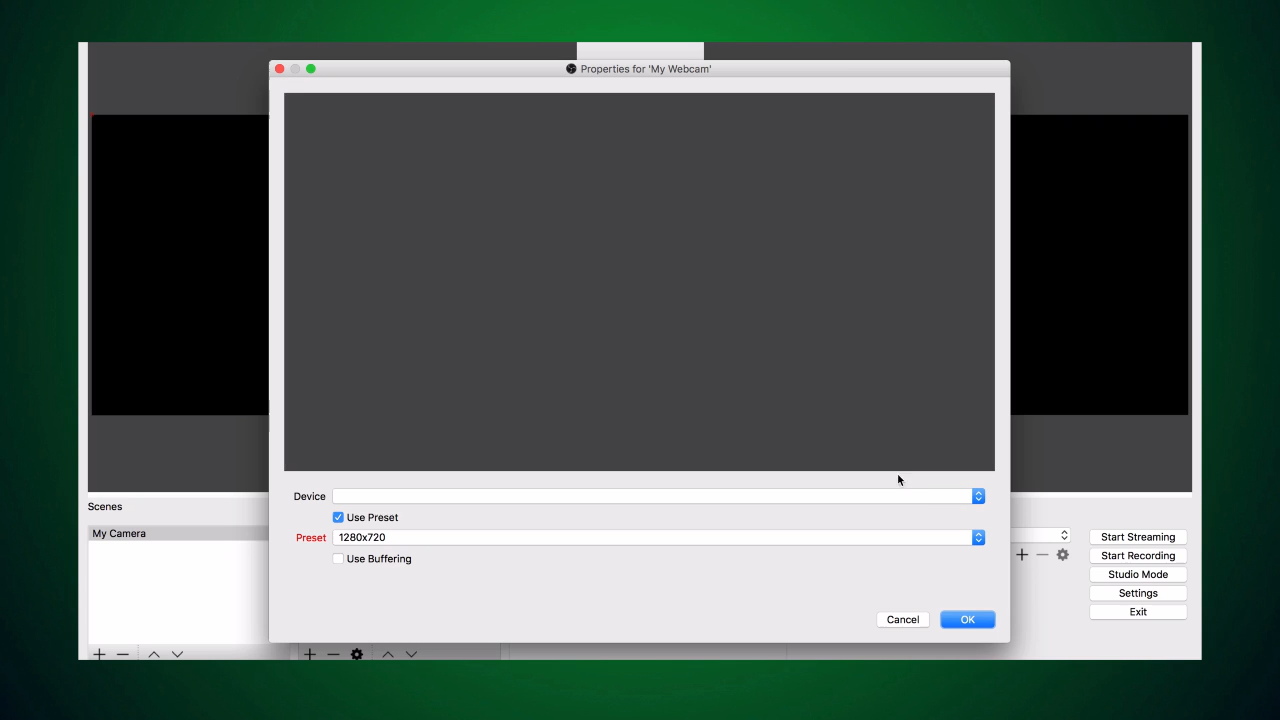 Properties for 'My Webcam'
Device
Use Preset
Preset 1280x720
Use Buffering
Cancel OK
Scenes
My Camera
Start Streaming
Start Recording
Studio Mode
Settings
Exit